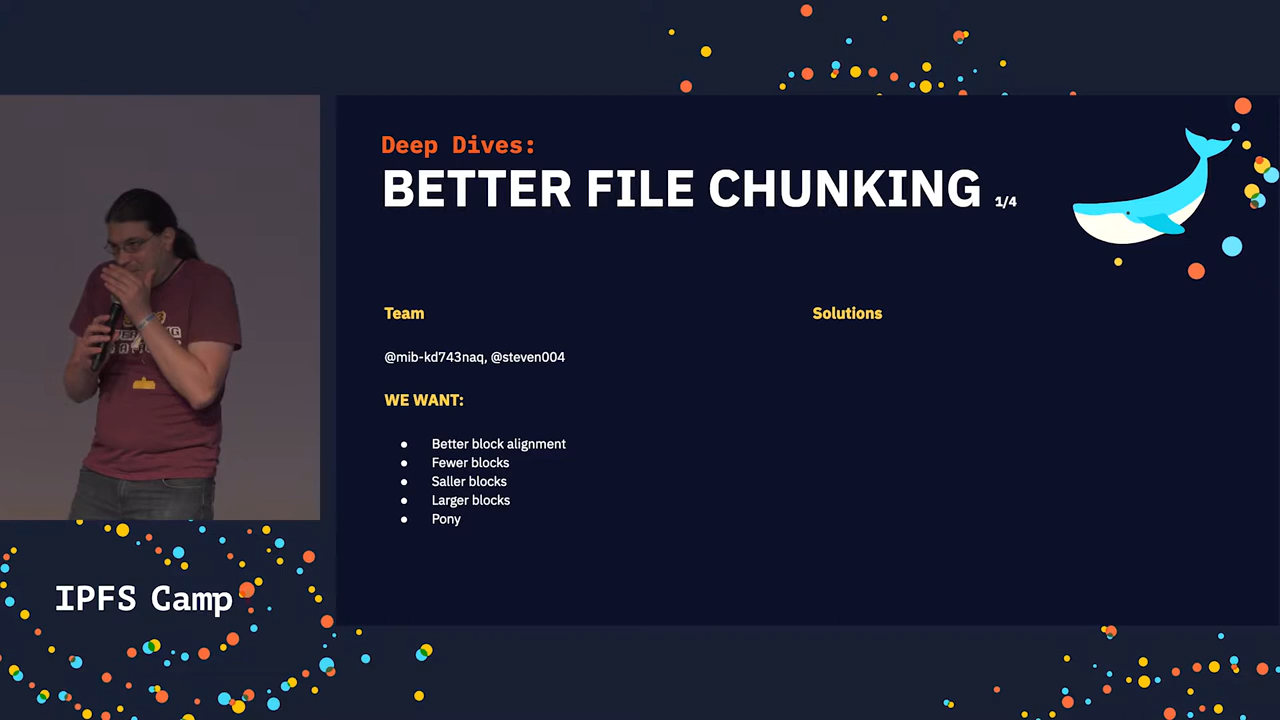 Deep Dives:
BETTER FILE CHUNKING 1/4
Team
@mib-kd743naq, @steven004
WE WANT:
● Better block alignment
● Fewer blocks
● Saller blocks
● Larger blocks
● Pony
Solutions
IPFS Camp